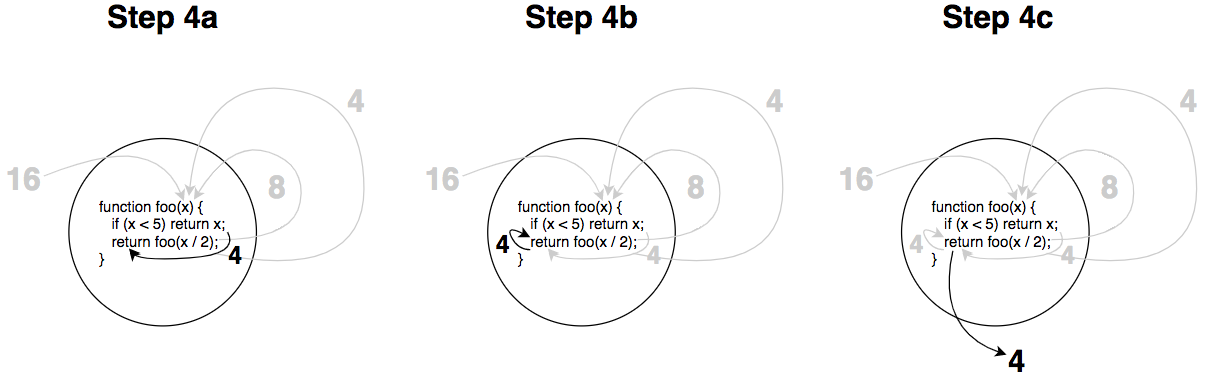 Step 4a
4
16
8
function foo(x) {
if (x < 5) return x;
return foo(x / 2);
4
}
Step 4b
4
16
8
function foo(x) {
if (x < 5) return x;
4
return foo(x / 2);
4
}
Step 4c
4
16
8
function foo(x) {
if (x < 5) return x;
4
return foo(x / 2);
4
}
4